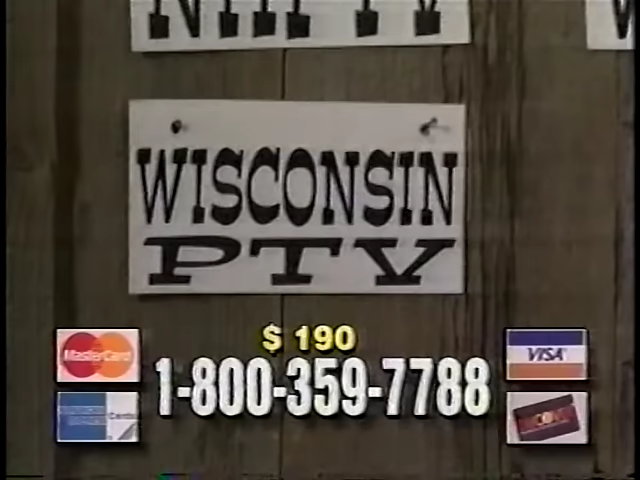 WISCONSIN
PTV
$ 190
1-800-359-7788
MasterCard
VISA